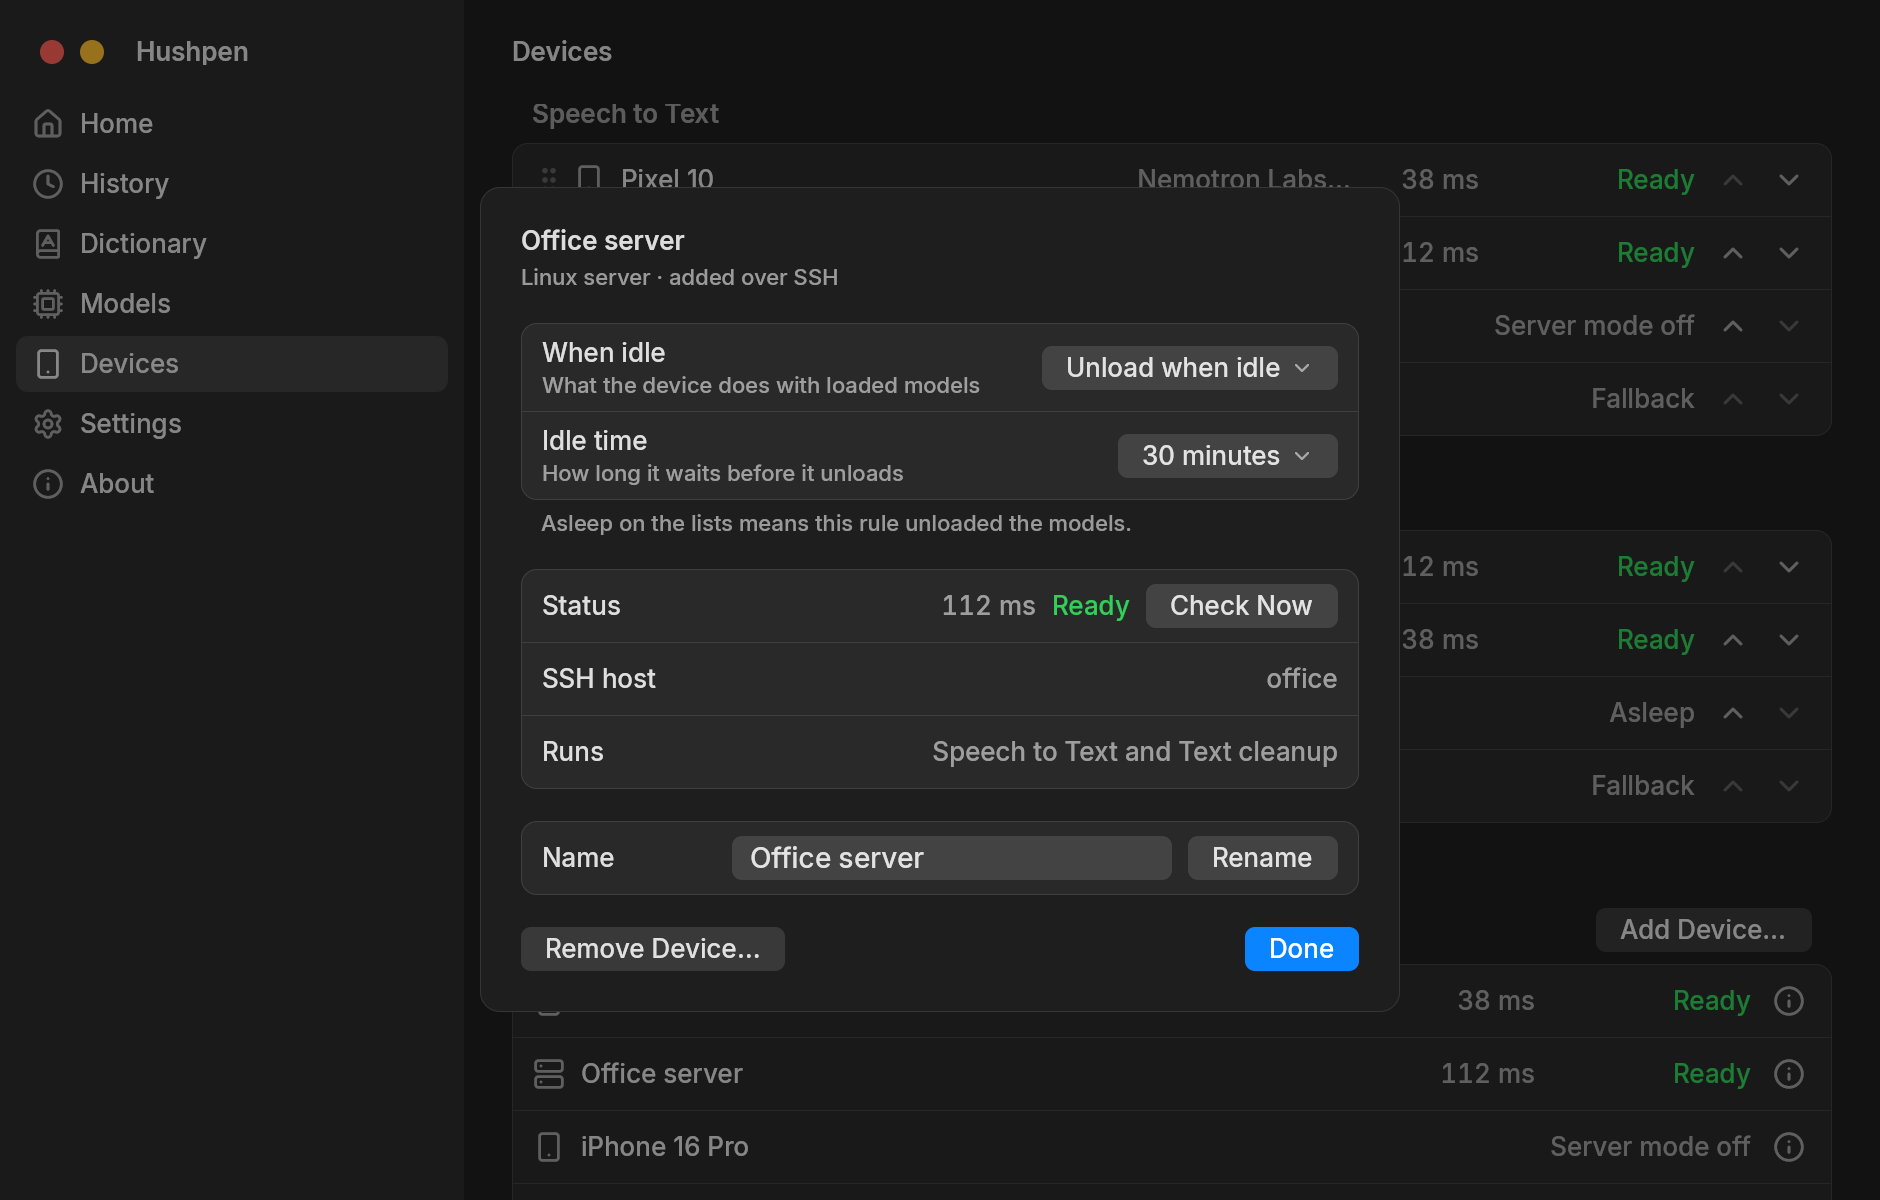 Hushpen
Home
History
Dictionary
Models
Devices
Settings
About
Devices
Speech to Text
Pixel 10 Nemotron Labs... 38 ms Ready
12 ms Ready
Server mode off
Fallback
Office server
Linux server · added over SSH
When idle
What the device does with loaded models
Unload when idle
Idle time
How long it waits before it unloads
30 minutes
Asleep on the lists means this rule unloaded the models.
Status 112 ms Ready Check Now
SSH host office
Runs Speech to Text and Text cleanup
Name Office server Rename
Remove Device... Done
12 ms Ready
38 ms Ready
Asleep
Fallback
Add Device...
38 ms Ready
Office server 112 ms Ready
iPhone 16 Pro Server mode off